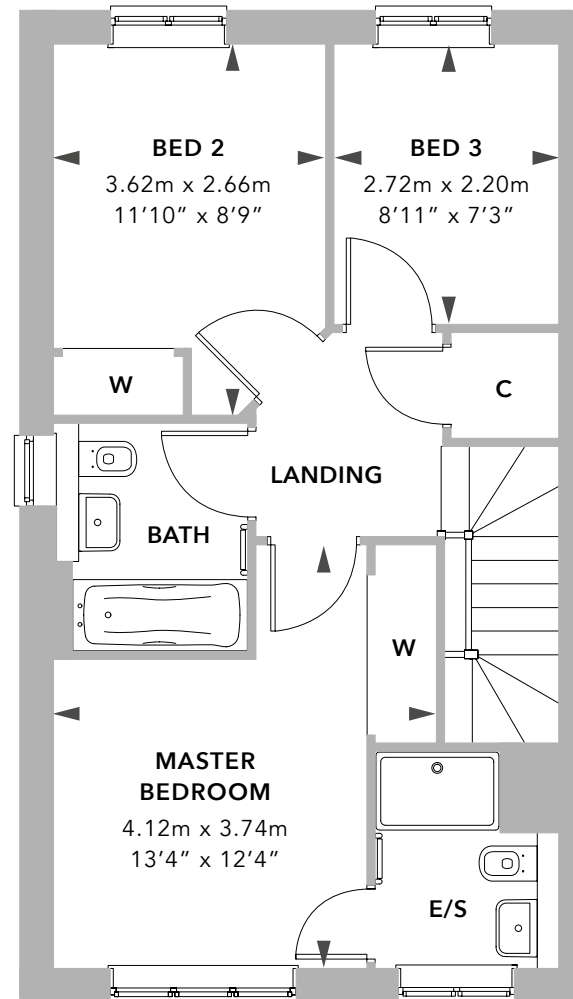 BED 2
3.62m x 2.66m
11’10” x 8’9”
BED 3
2.72m x 2.20m
8’11” x 7’3”
W
C
LANDING
BATH
W
MASTER
BEDROOM
4.12m x 3.74m
13’4” x 12’4”
E/S